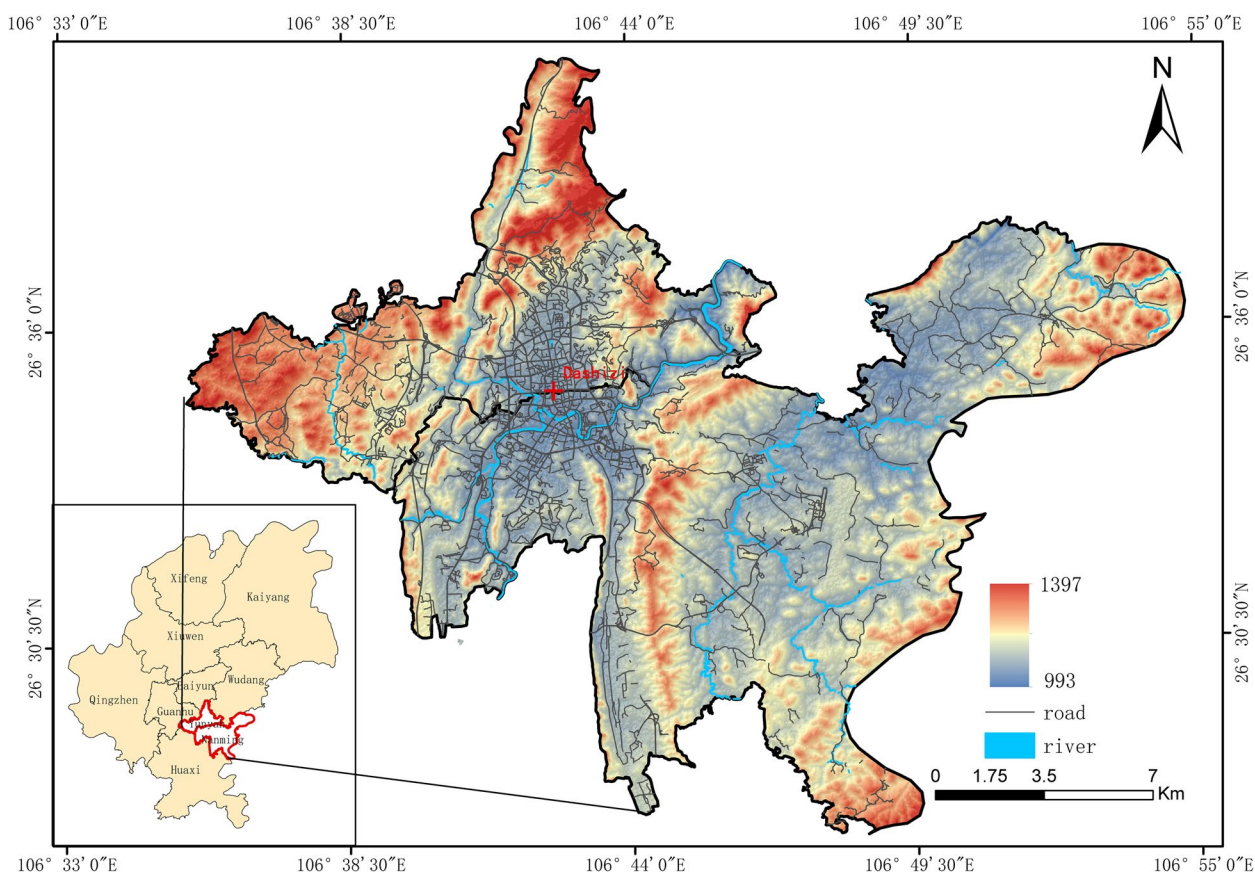 106° 33′ 0″E
106° 38′ 30″E
106° 44′ 0″E
106° 49′ 30″E
106° 55′ 0″E
N
26° 36′ 0″N
26° 36′ 0″N
Dashizi
26° 30′ 30″N
26° 30′ 30″N
Xifeng
Kaiyang
Xiuwen
Wudang
Qingzhen
Huaxi
1397
993
road
river
0 1.75 3.5 7
Km
106° 33′ 0″E
106° 38′ 30″E
106° 44′ 0″E
106° 49′ 30″E
106° 55′ 0″E